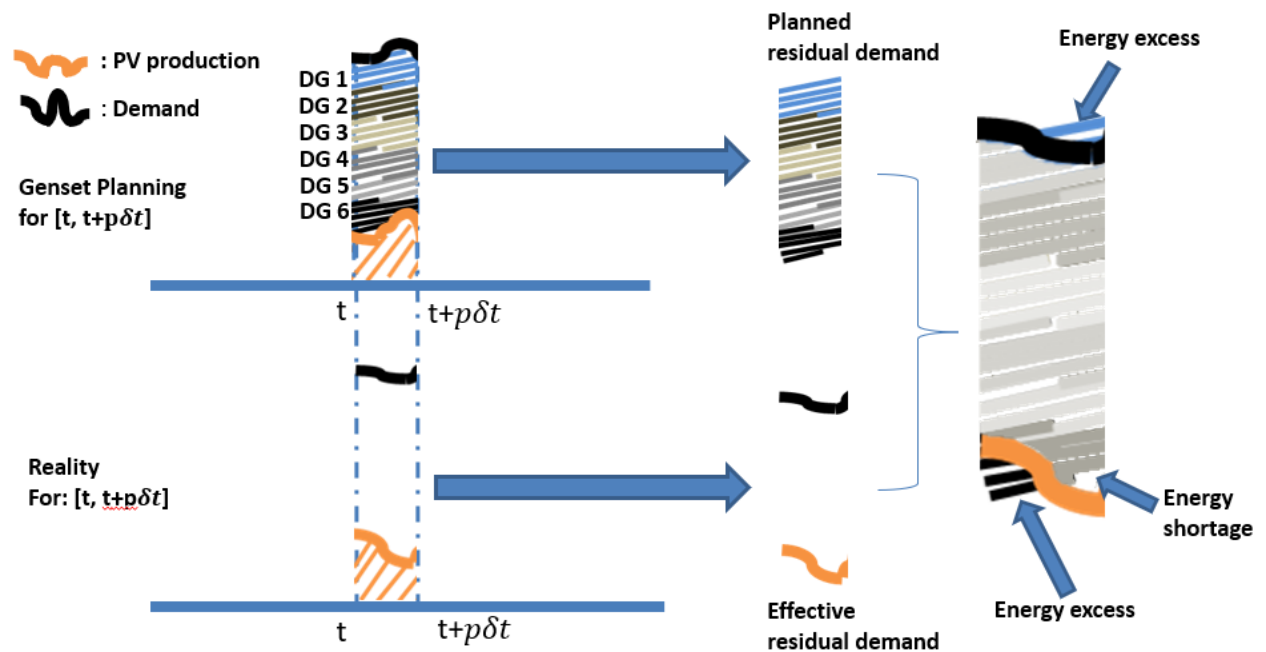 : PV production
: Demand
DG 1
DG 2
DG 3
DG 4
DG 5
DG 6
Genset Planning
for [t, t+p𝛿𝑡]
t
t+𝑝𝛿𝑡
Planned
residual demand
Energy excess
Reality
For: [t, t+p𝛿𝑡]
t
t+𝑝𝛿𝑡
Effective
residual demand
Energy
shortage
Energy excess